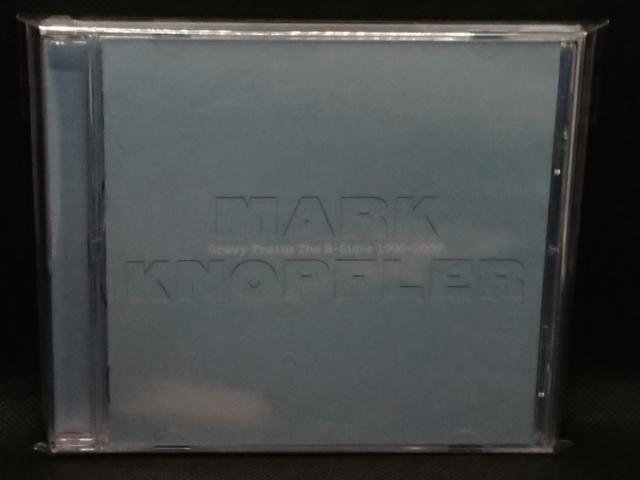 MARK
Gravy Train: The B-Sides 1996-2007
KNOPFLER